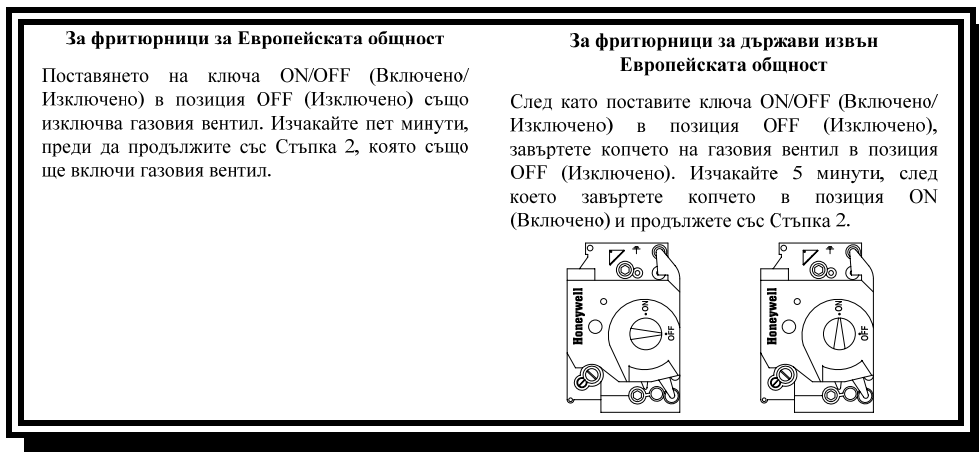 За фритюрници за Европейската общност
Поставянето на ключа ON/OFF (Включено/
Изключено) в позиция OFF (Изключено) също
изключва газовия вентил. Изчакайте пет минути,
преди да продължите със Стъпка 2, която също
ще включи газовия вентил.
За фритюрници за държави извън
Европейската общност
След като поставите ключа ON/OFF (Включено/
Изключено) в позиция OFF (Изключено),
завъртете копчето на газовия вентил в позиция
OFF (Изключено). Изчакайте 5 минути, след
което завъртете копчето в позиция ON
(Включено) и продължете със Стъпка 2.
Honeywell
ON
OFF
Honeywell
ON
OFF